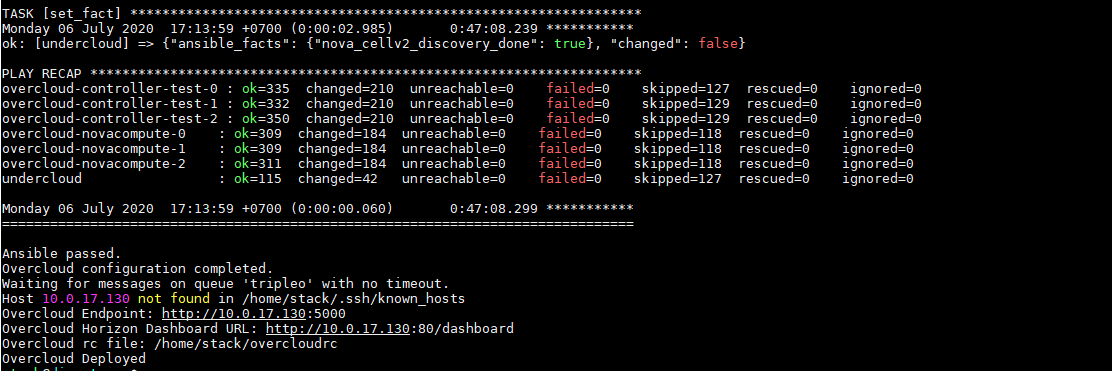 TASK [set_fact] ****************************************************************
Monday 06 July 2020  17:13:59 +0700 (0:00:02.985)       0:47:08.239 ***********
ok: [undercloud] => {"ansible_facts": {"nova_cellv2_discovery_done": true}, "changed": false}
PLAY RECAP *************************************************************************
overcloud-controller-test-0 : ok=335  changed=210  unreachable=0    failed=0    skipped=127  rescued=0    ignored=0
overcloud-controller-test-1 : ok=332  changed=210  unreachable=0    failed=0    skipped=129  rescued=0    ignored=0
overcloud-controller-test-2 : ok=350  changed=210  unreachable=0    failed=0    skipped=129  rescued=0    ignored=0
overcloud-novacompute-0    : ok=309  changed=184  unreachable=0    failed=0    skipped=118  rescued=0    ignored=0
overcloud-novacompute-1    : ok=309  changed=184  unreachable=0    failed=0    skipped=118  rescued=0    ignored=0
overcloud-novacompute-2    : ok=311  changed=184  unreachable=0    failed=0    skipped=118  rescued=0    ignored=0
undercloud                 : ok=115  changed=42   unreachable=0    failed=0    skipped=127  rescued=0    ignored=0
Monday 06 July 2020  17:13:59 +0700 (0:00:00.060)       0:47:08.299 ***********
===============================================================================
Ansible passed.
Overcloud configuration completed.
Waiting for messages on queue 'tripleo' with no timeout.
Host 10.0.17.130 not found in /home/stack/.ssh/known_hosts
Overcloud Endpoint: http://10.0.17.130:5000
Overcloud Horizon Dashboard URL: http://10.0.17.130:80/dashboard
Overcloud rc file: /home/stack/overcloudrc
Overcloud Deployed